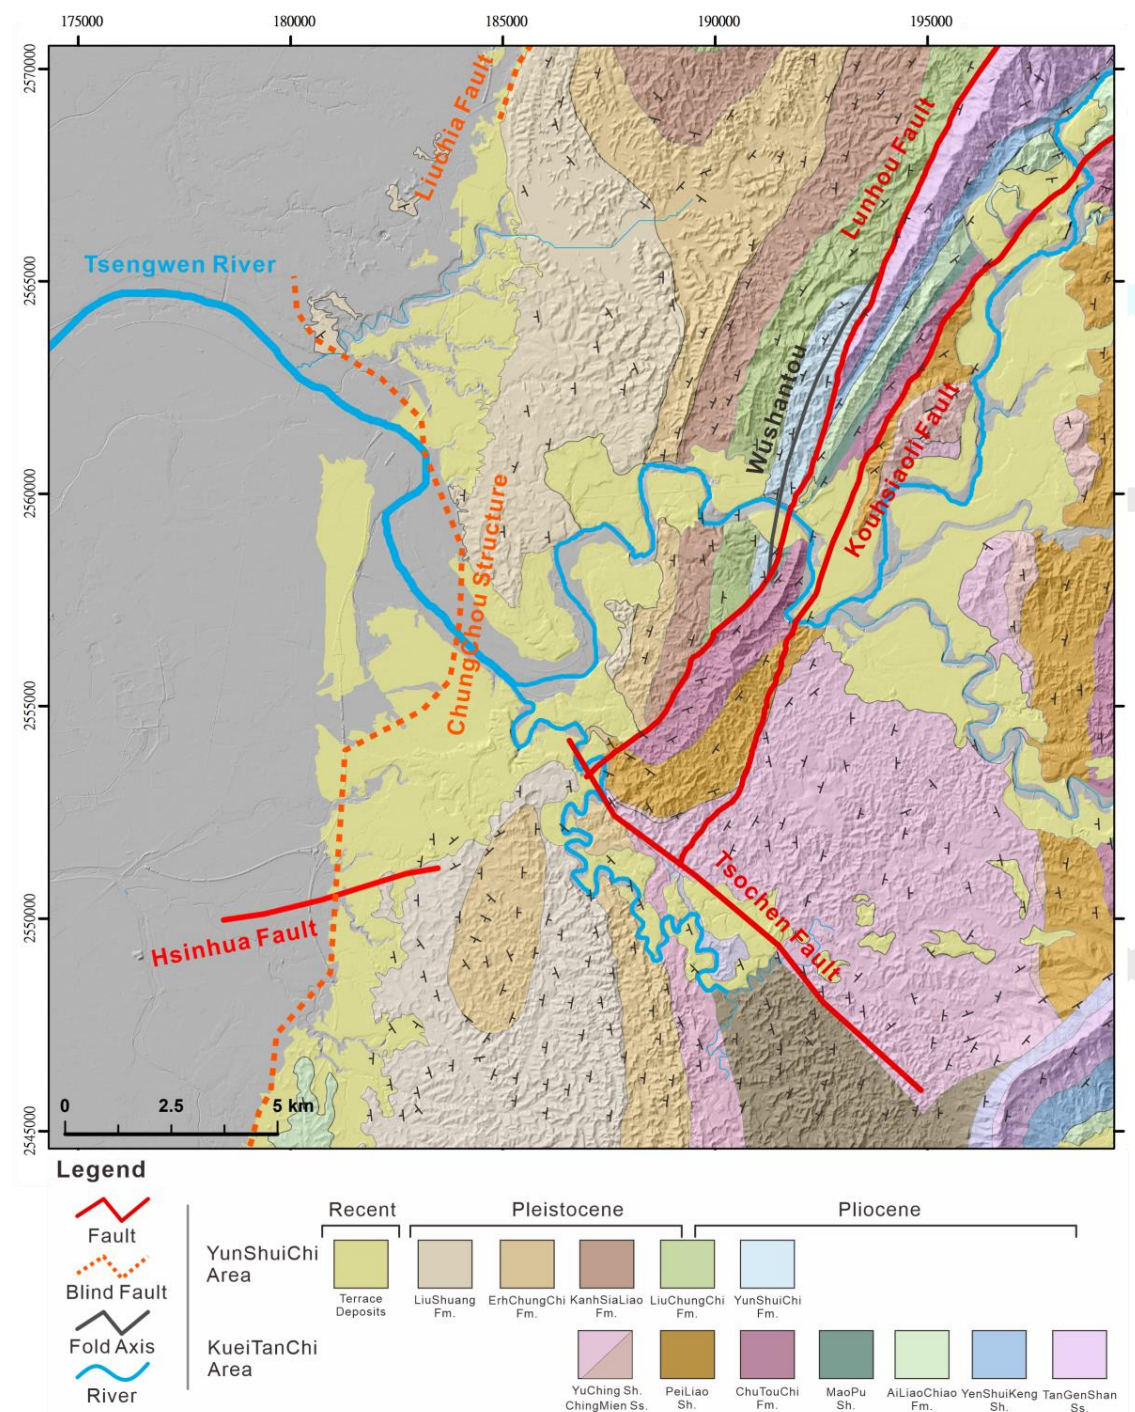 175000 180000 185000 190000 195000
2570000
2565000
2560000
2555000
2550000
2545000
Liuchia Fault
Lunhou Fault
Tsengwen River
Wushantou
Kouhsiaoli Fault
ChungChou Structure
Tsochen Fault
Hsinhua Fault
0 2.5 5 km
Legend
Fault
Blind Fault
Fold Axis
River
Recent Pleistocene Pliocene
YunShuiChi
Area
Terrace
Deposits
LiuShuang
Fm.
ErhChungChi
Fm.
KanhSiaLiao
Fm.
LiuChungChi
Fm.
YunShuiChi
Fm.
KueiTanChi
Area
YuChing Sh.
ChingMien Ss.
PeiLiao
Sh.
ChuTouChi
Fm.
MaoPu
Sh.
AiLiaoChiao
Fm.
YenShuiKeng
Sh.
TanGenShan
Ss.